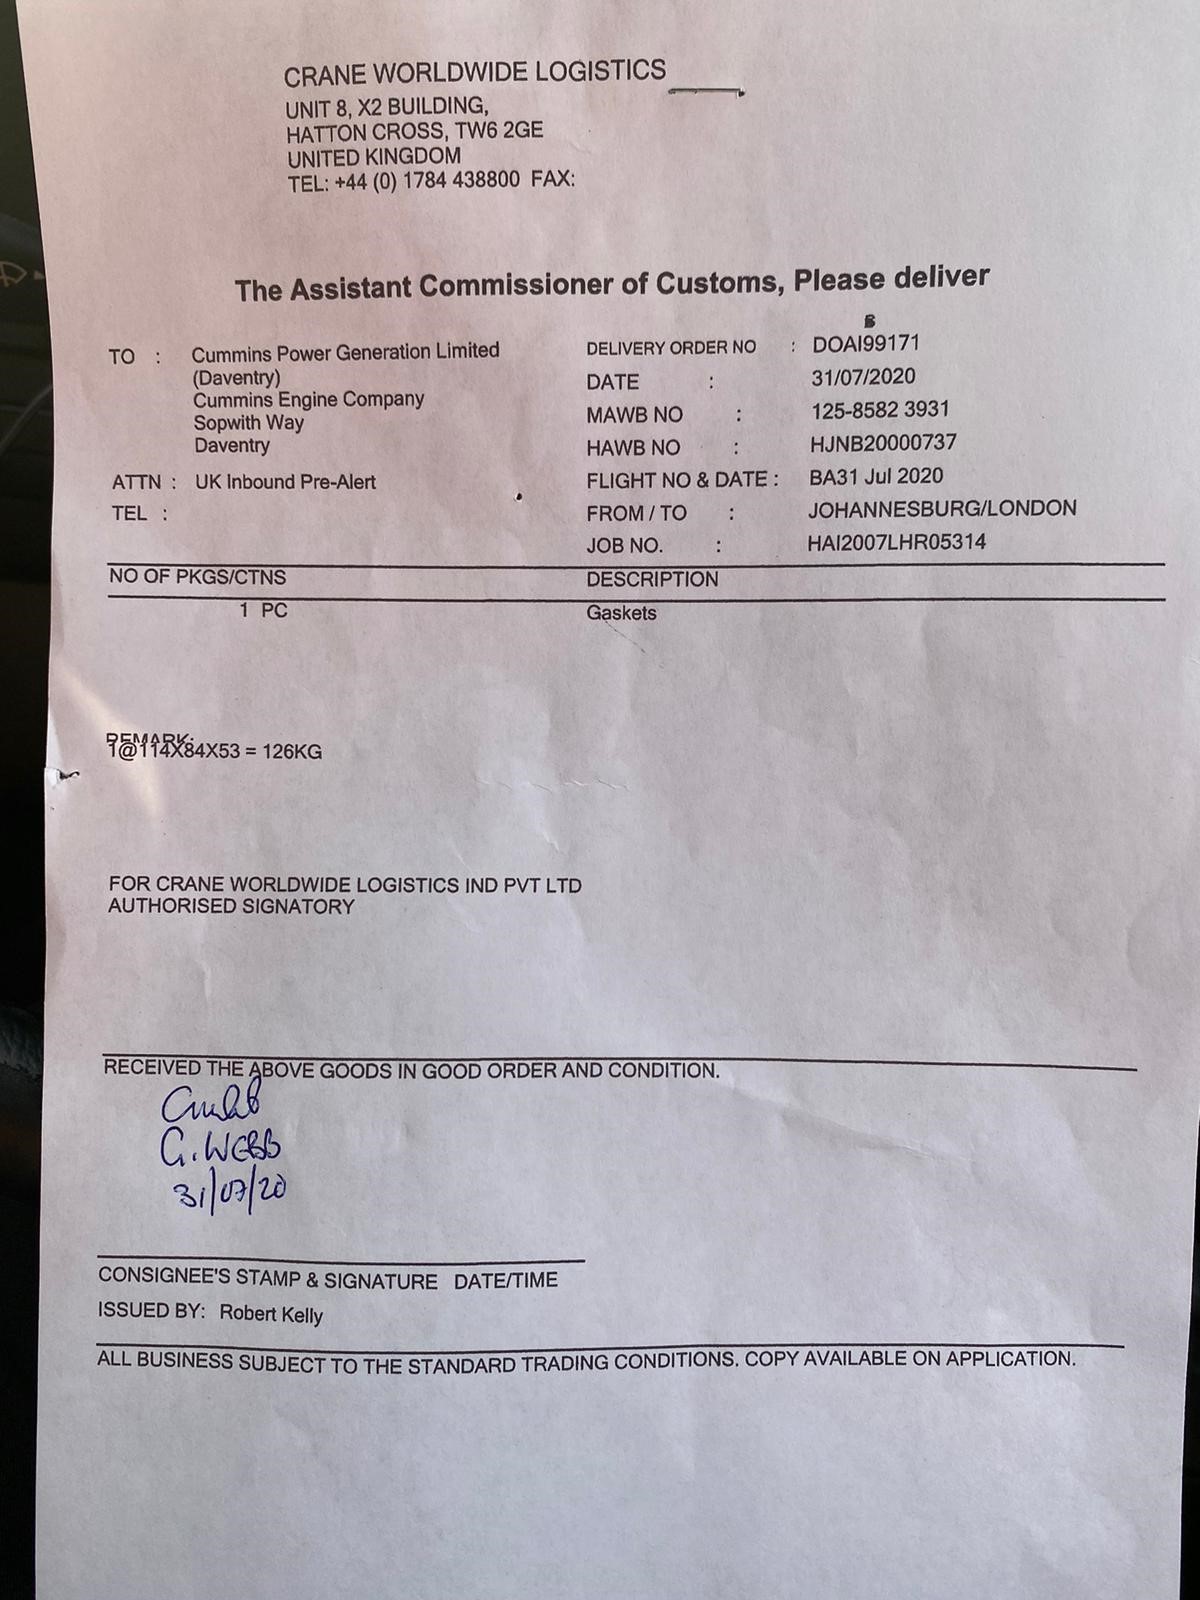 CRANE WORLDWIDE LOGISTICS
UNIT 8, X2 BUILDING,
HATTON CROSS, TW6 2GE
UNITED KINGDOM
TEL: +44 (0) 1784 438800 FAX:
The Assistant Commissioner of Customs, Please deliver
TO : Cummins Power Generation Limited
(Daventry)
Cummins Engine Company
Sopwith Way
Daventry
ATTN : UK Inbound Pre-Alert
TEL :
DELIVERY ORDER NO : DOAI99171
DATE : 31/07/2020
MAWB NO : 125-8582 3931
HAWB NO : HJNB20000737
FLIGHT NO & DATE : BA31 Jul 2020
FROM / TO : JOHANNESBURG/LONDON
JOB NO. : HAI2007LHR05314
NO OF PKGS/CTNS DESCRIPTION
1 PC Gaskets
REMARK:
1@114X84X53 = 126KG
FOR CRANE WORLDWIDE LOGISTICS IND PVT LTD
AUTHORISED SIGNATORY
RECEIVED THE ABOVE GOODS IN GOOD ORDER AND CONDITION.
G. WEBB
31/07/20
CONSIGNEE'S STAMP & SIGNATURE DATE/TIME
ISSUED BY: Robert Kelly
ALL BUSINESS SUBJECT TO THE STANDARD TRADING CONDITIONS. COPY AVAILABLE ON APPLICATION.